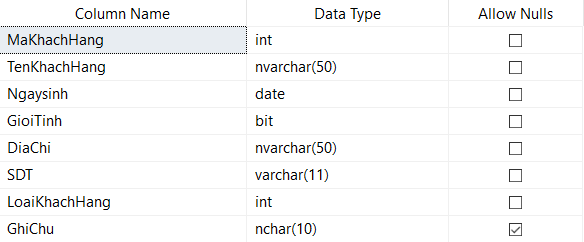 Column Name Data Type Allow Nulls
MaKhachHang int
TenKhachHang nvarchar(50)
Ngaysinh date
GioiTinh bit
DiaChi nvarchar(50)
SDT varchar(11)
LoaiKhachHang int
GhiChu nchar(10)